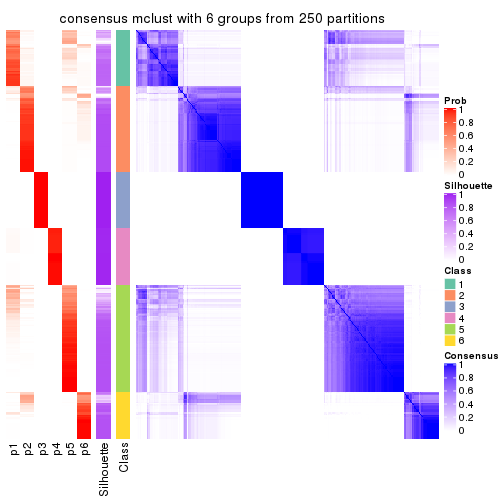 consensus mclust with 6 groups from 250 partitions
Prob
1
0.8
0.6
0.4
0.2
0
Silhouette
1
0.8
0.6
0.4
0.2
0
Class
1
2
3
4
5
6
Consensus
1
0.8
0.6
0.4
0.2
0
p1
p2
p3
p4
p5
p6
Silhouette
Class